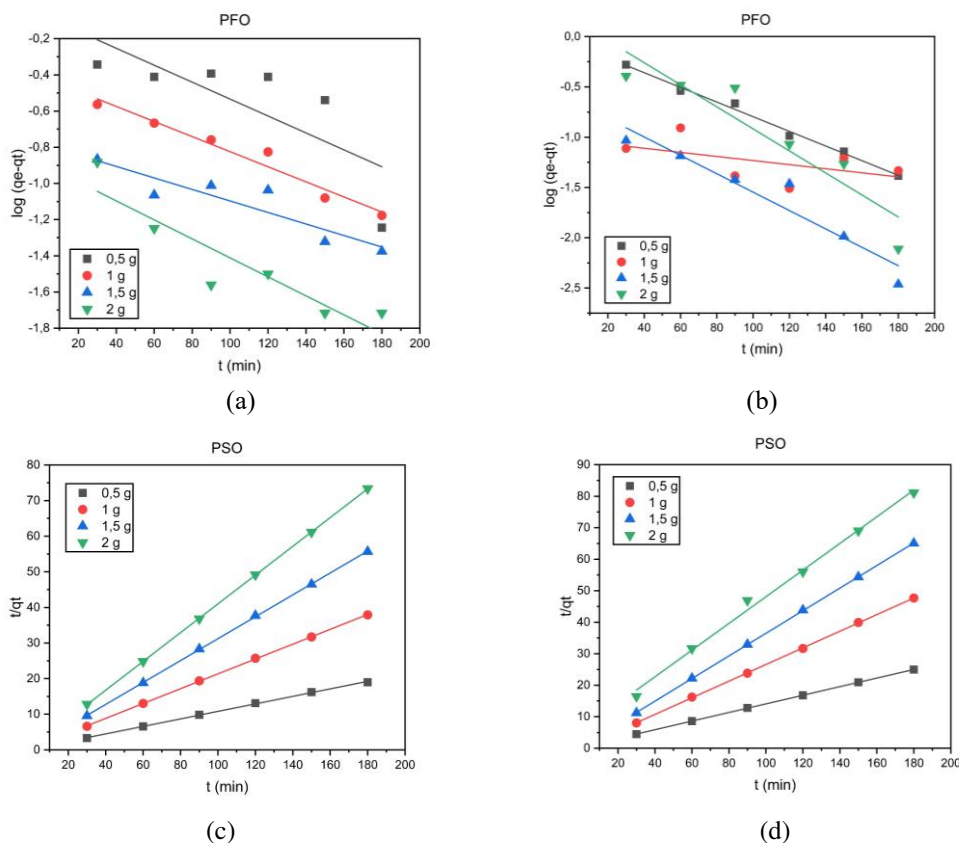 PFO
-0,2
-0,4
-0,6
-0,8
-1,0
-1,2
-1,4
-1,6
-1,8
log (qe-qt)
0,5 g
1 g
1,5 g
2 g
20 40 60 80 100 120 140 160 180 200
t (min)
(a)
PFO
0,0
-0,5
-1,0
-1,5
-2,0
-2,5
log (qe-qt)
0,5 g
1 g
1,5 g
2 g
20 40 60 80 100 120 140 160 180 200
t (min)
(b)
PSO
80
70
60
50
40
30
20
10
0
t/qt
0,5 g
1 g
1,5 g
2 g
20 40 60 80 100 120 140 160 180 200
t (min)
(c)
PSO
90
80
70
60
50
40
30
20
10
0
t/qt
0,5 g
1 g
1,5 g
2 g
20 40 60 80 100 120 140 160 180 200
t (min)
(d)